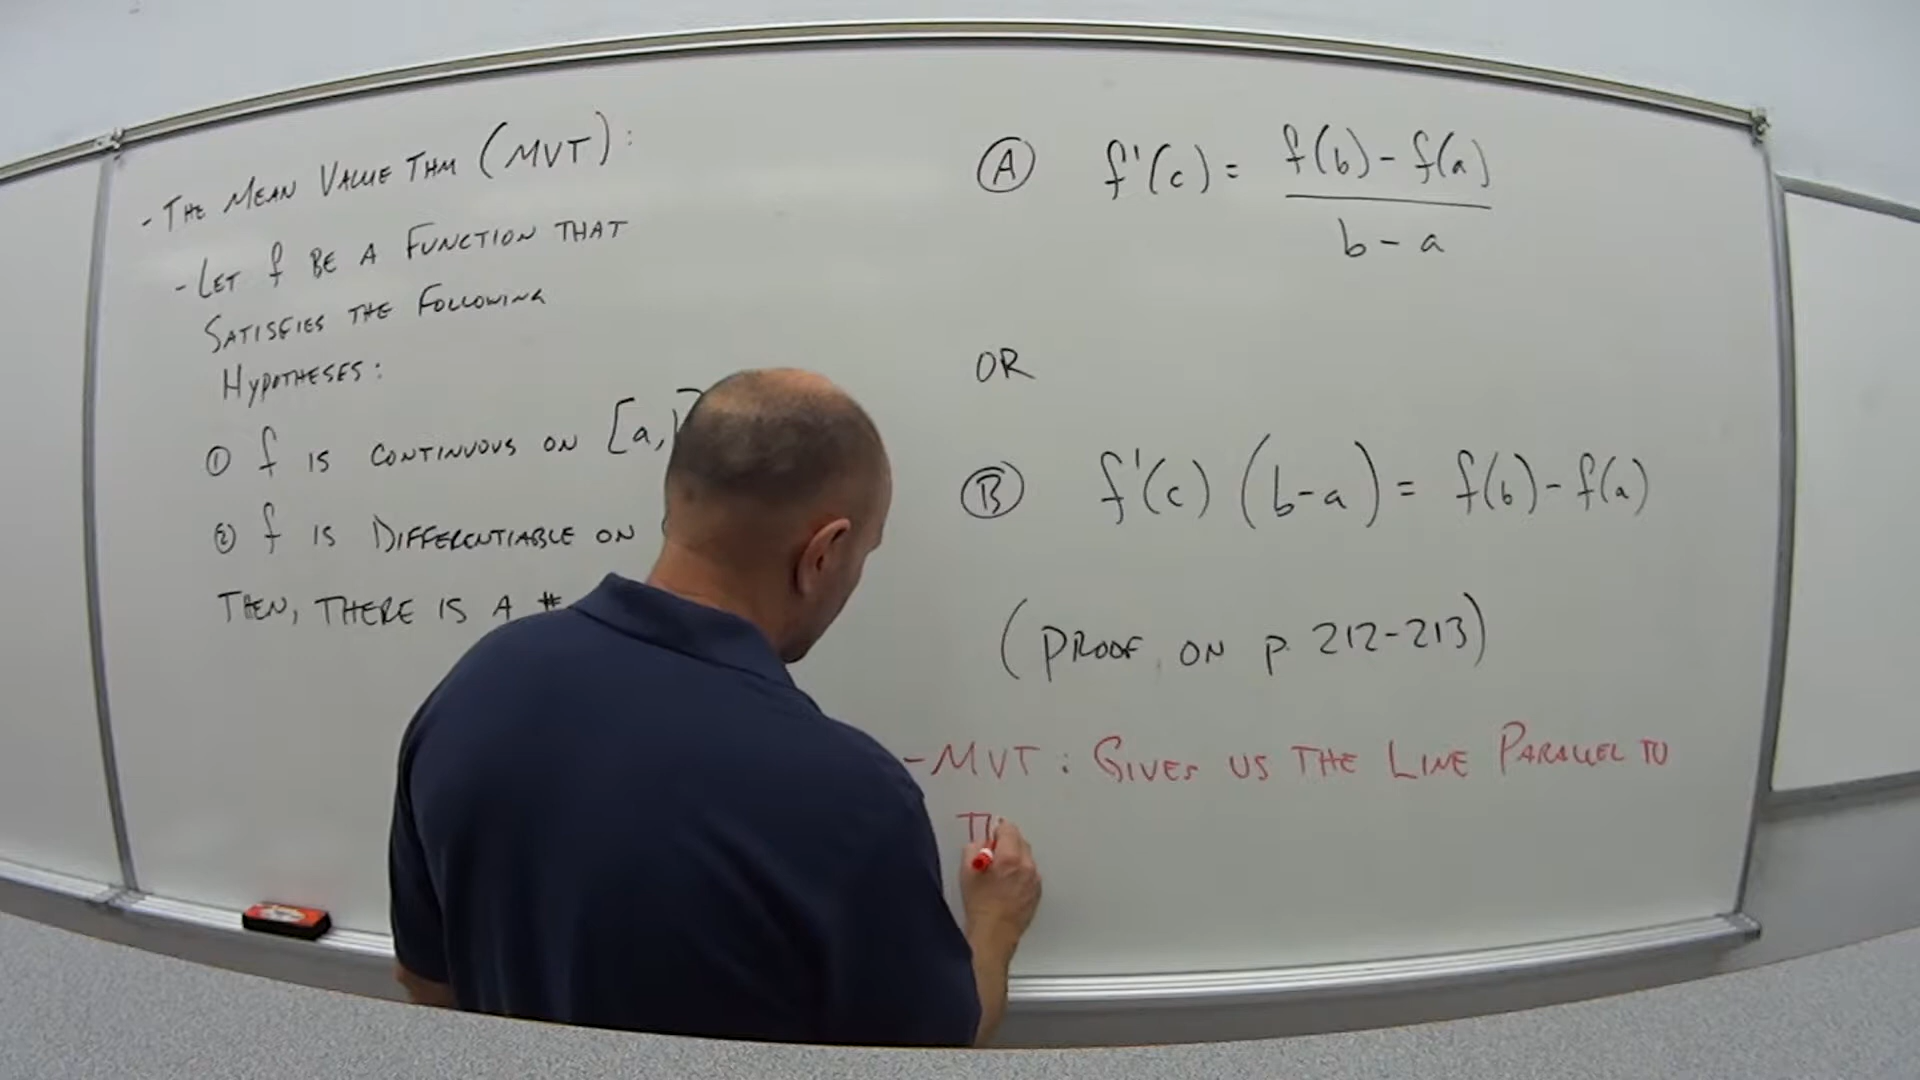 - THE MEAN VALUE THM (MVT):
- LET f BE A FUNCTION THAT
SATISFIES THE FOLLOWING
HYPOTHESES:
① f IS CONTINUOUS ON [a,
② f IS DIFFERENTIABLE ON
THEN, THERE IS A #
Ⓐ f'(c) = f(b) - f(a)
b - a
OR
Ⓑ f'(c) (b-a) = f(b) - f(a)
(PROOF ON p. 212-213)
- MVT: GIVES US THE LINE PARALLEL TO